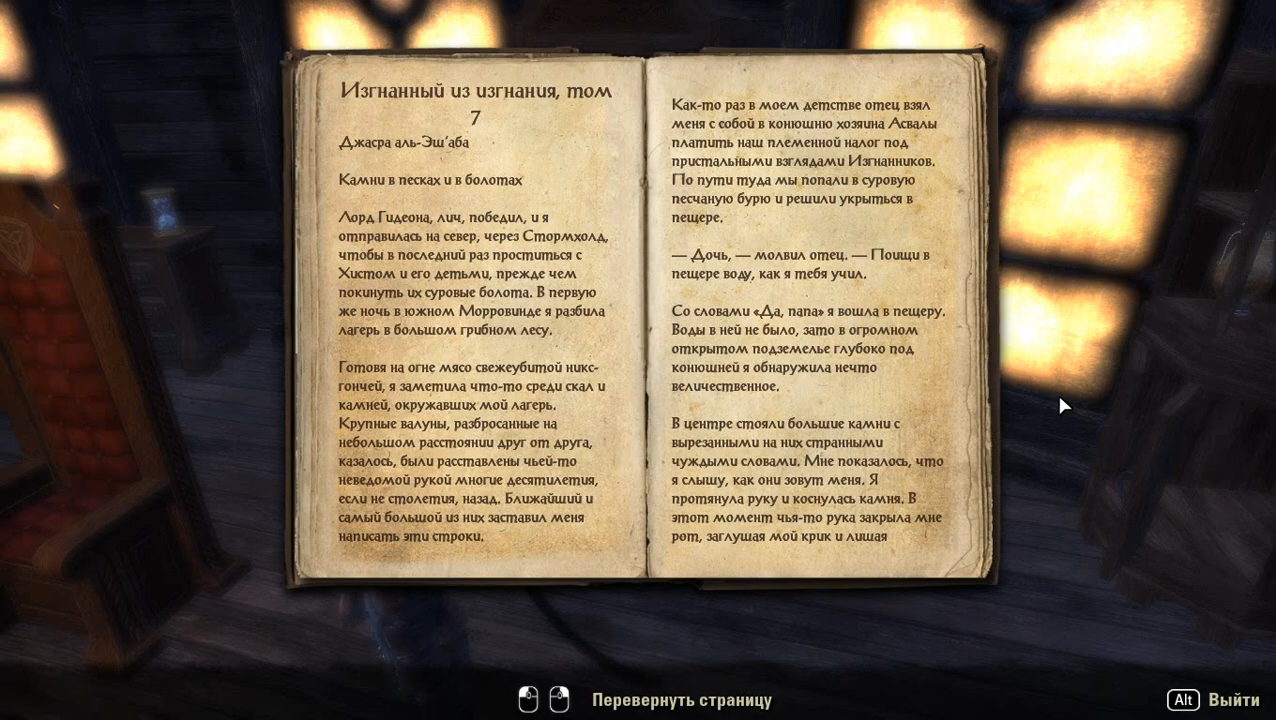 Изгнанный из изгнания, том
7
Джасра аль-Эш'аба
Камни в песках и в болотах
Лорд Гидеона, лич, победил, и я
отправилась на север, через Стормхолд,
чтобы в последний раз проститься с
Хистом и его детьми, прежде чем
покинуть их суровые болота. В первую
же ночь в южном Морровинде я разбила
лагерь в большом грибном лесу.
Готовя на огне мясо свежеубитой никс-
гончей, я заметила что-то среди скал и
камней, окружавших мой лагерь.
Крупные валуны, разбросанные на
небольшом расстоянии друг от друга,
казалось, были расставлены чьей-то
неведомой рукой многие десятилетия,
если не столетия, назад. Ближайший и
самый большой из них заставил меня
написать эти строки.
Как-то раз в моем детстве отец взял
меня с собой в конюшню хозяина Асвалы
платить наш племенной налог под
пристальными взглядами Изгнанников.
По пути туда мы попали в суровую
песчаную бурю и решили укрыться в
пещере.
— Дочь, — молвил отец. — Поищи в
пещере воду, как я тебя учил.
Со словами «Да, папа» я вошла в пещеру.
Воды в ней не было, зато в огромном
открытом подземелье глубоко под
конюшней я обнаружила нечто
величественное.
В центре стояли большие камни с
вырезанными на них странными
чуждыми словами. Мне показалось, что
я слышу, как они зовут меня. Я
протянула руку и коснулась камня. В
этот момент чья-то рука закрыла мне
рот, заглушая мой крик и лишая
Перевернуть страницу
Alt Выйти